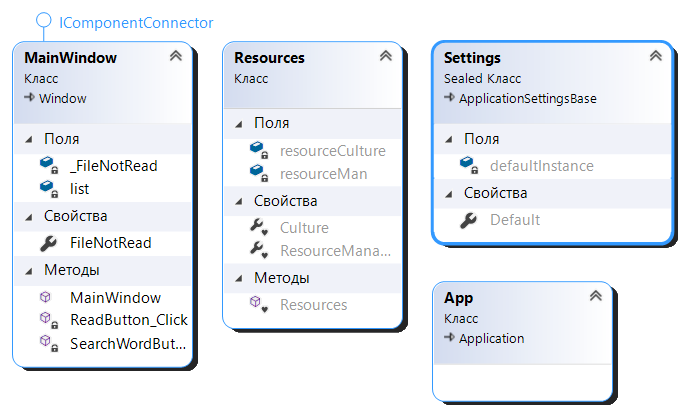 IComponentConnector
MainWindow
Класс
Window
Поля
_FileNotRead
list
Свойства
FileNotRead
Методы
MainWindow
ReadButton_Click
SearchWordBut...
Resources
Класс
Поля
resourceCulture
resourceMan
Свойства
Culture
ResourceMana...
Методы
Resources
Settings
Sealed Класс
ApplicationSettingsBase
Поля
defaultInstance
Свойства
Default
App
Класс
Application